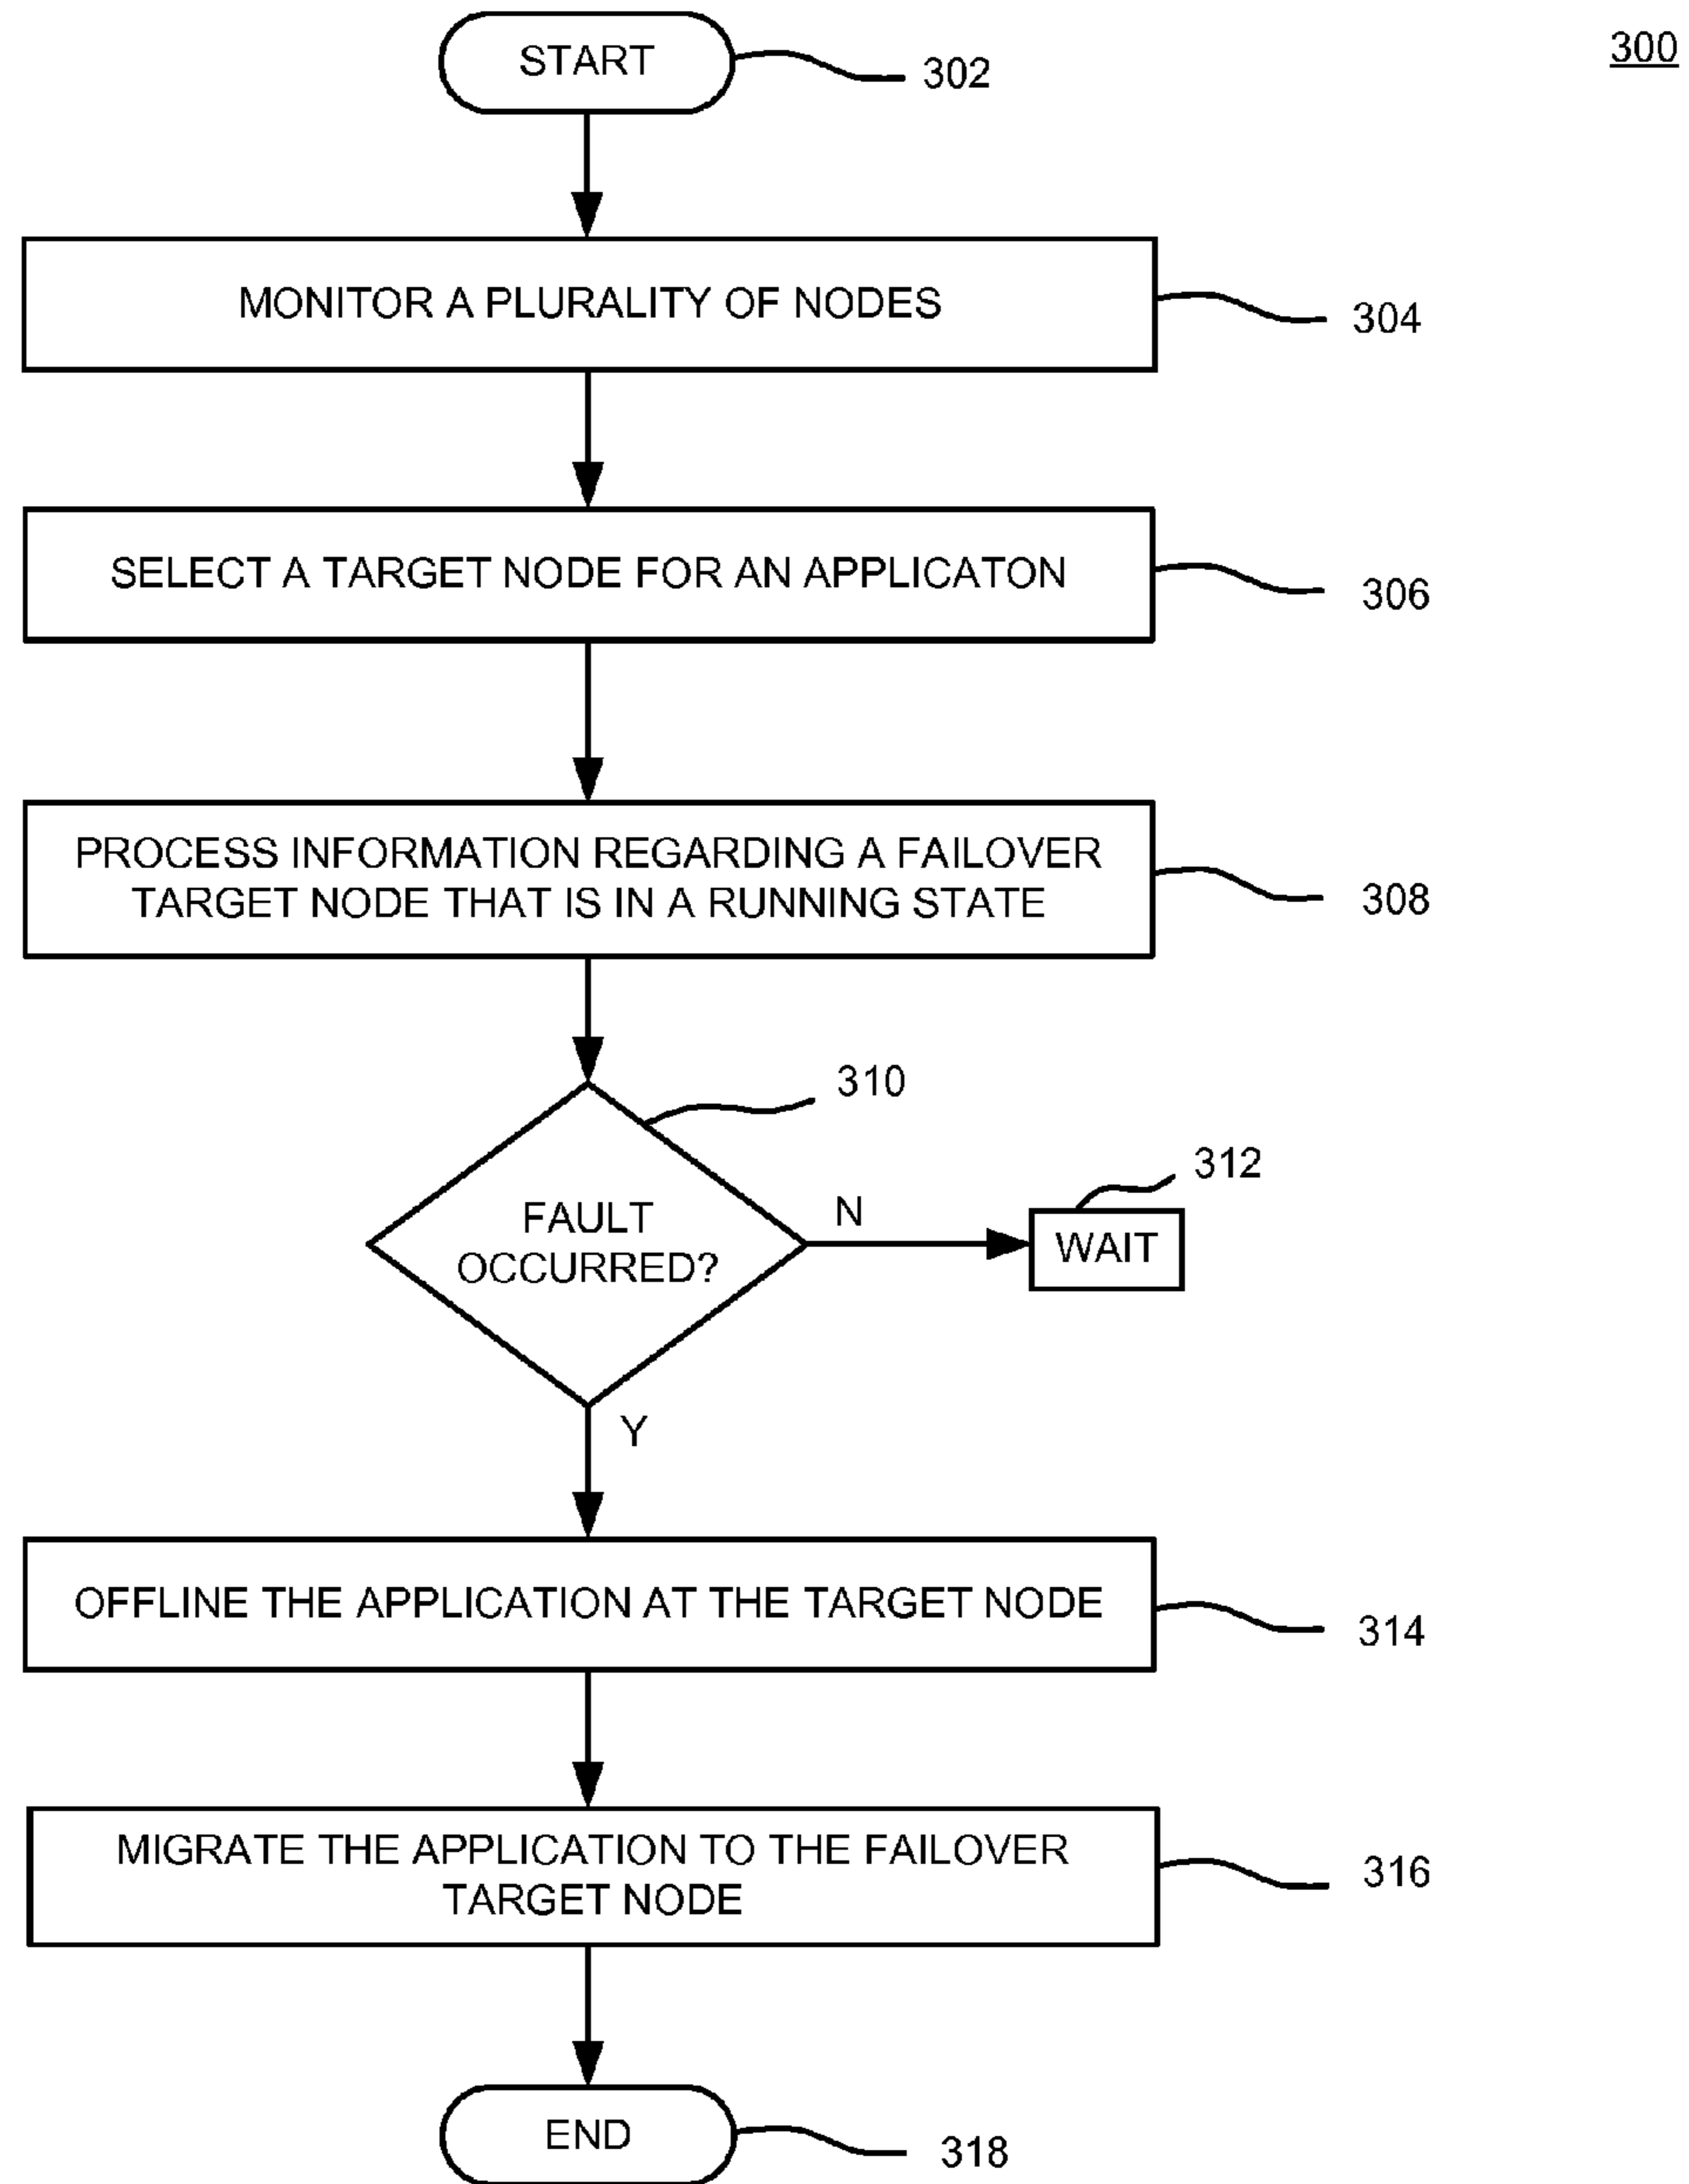 300
START
302
MONITOR A PLURALITY OF NODES
304
SELECT A TARGET NODE FOR AN APPLICATON
306
PROCESS INFORMATION REGARDING A FAILOVER
TARGET NODE THAT IS IN A RUNNING STATE
308
310
FAULT
OCCURRED?
N
312
WAIT
Y
OFFLINE THE APPLICATION AT THE TARGET NODE
314
MIGRATE THE APPLICATION TO THE FAILOVER
TARGET NODE
316
END
318